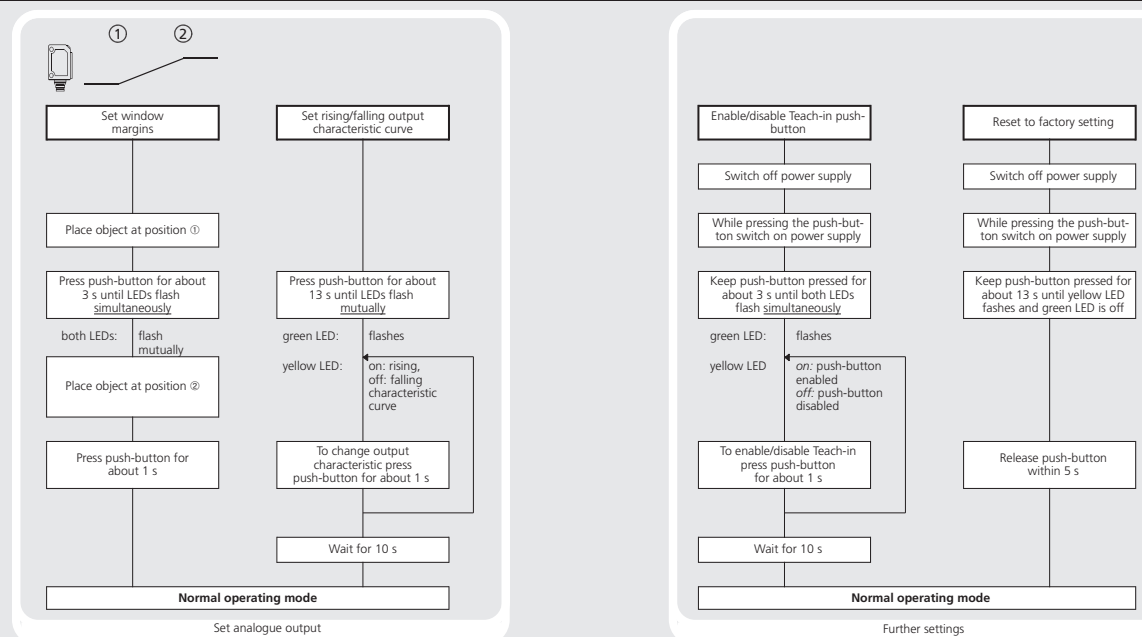 ① ②
Set window
margins
Place object at position ①
Press push-button for about
3 s until LEDs flash
simultaneously
both LEDs: flash
mutually
Place object at position ②
Press push-button for
about 1 s
Set rising/falling output
characteristic curve
Press push-button for about
13 s until LEDs flash
mutually
green LED: flashes
yellow LED: on: rising,
off: falling
characteristic
curve
To change output
characteristic press
push-button for about 1 s
Wait for 10 s
Normal operating mode
Set analogue output
Enable/disable Teach-in push-
button
Switch off power supply
While pressing the push-but-
ton switch on power supply
Keep push-button pressed for
about 3 s until both LEDs
flash simultaneously
green LED: flashes
yellow LED on: push-button
enabled
off: push-button
disabled
To enable/disable Teach-in
press push-button
for about 1 s
Wait for 10 s
Reset to factory setting
Switch off power supply
While pressing the push-but-
ton switch on power supply
Keep push-button pressed for
about 13 s until yellow LED
fashes and green LED is off
Release push-button
within 5 s
Normal operating mode
Further settings